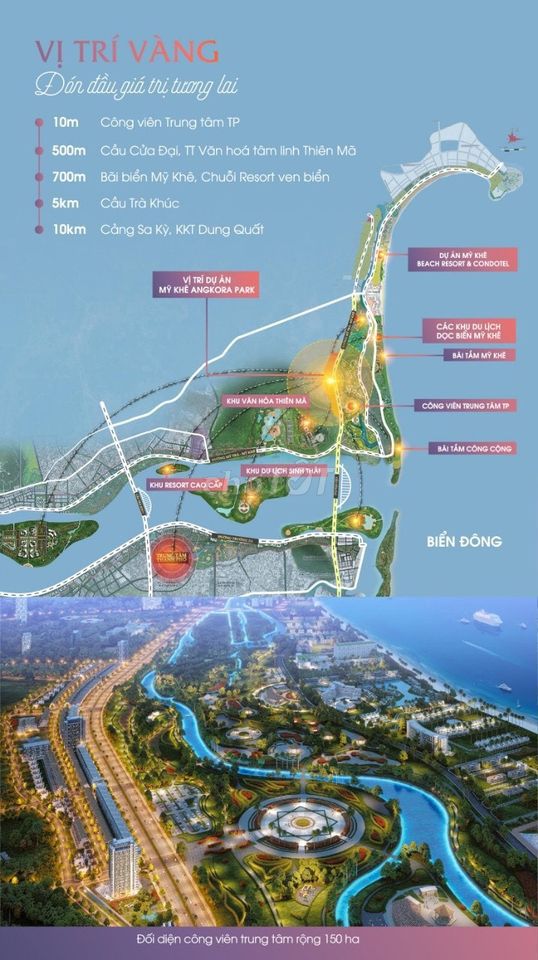 VỊ TRÍ VÀNG
Đón đầu giá trị tương lai
10m Công viên Trung tâm TP
500m Cầu Cửa Đại, TT Văn hoá tâm linh Thiên Mã
700m Bãi biển Mỹ Khê, Chuỗi Resort ven biển
5km Cầu Trà Khúc
10km Cảng Sa Kỳ, KKT Dung Quất
DỰ ÁN MỸ KHÊ
BEACH RESORT & CONDOTEL
VỊ TRÍ DỰ ÁN
MỸ KHÊ ANGKORA PARK
CÁC KHU DU LỊCH
DỌC BIỂN MỸ KHÊ
BÃI TẮM MỸ KHÊ
KHU VĂN HÓA THIÊN MÃ
CÔNG VIÊN TRUNG TÂM TP
BÃI TẮM CÔNG CỘNG
KHU DU LỊCH SINH THÁI
KHU RESORT CAO CẤP
BIỂN ĐÔNG
TRUNG TÂM
THÀNH PHỐ
Đối diện công viên trung tâm rộng 150 ha